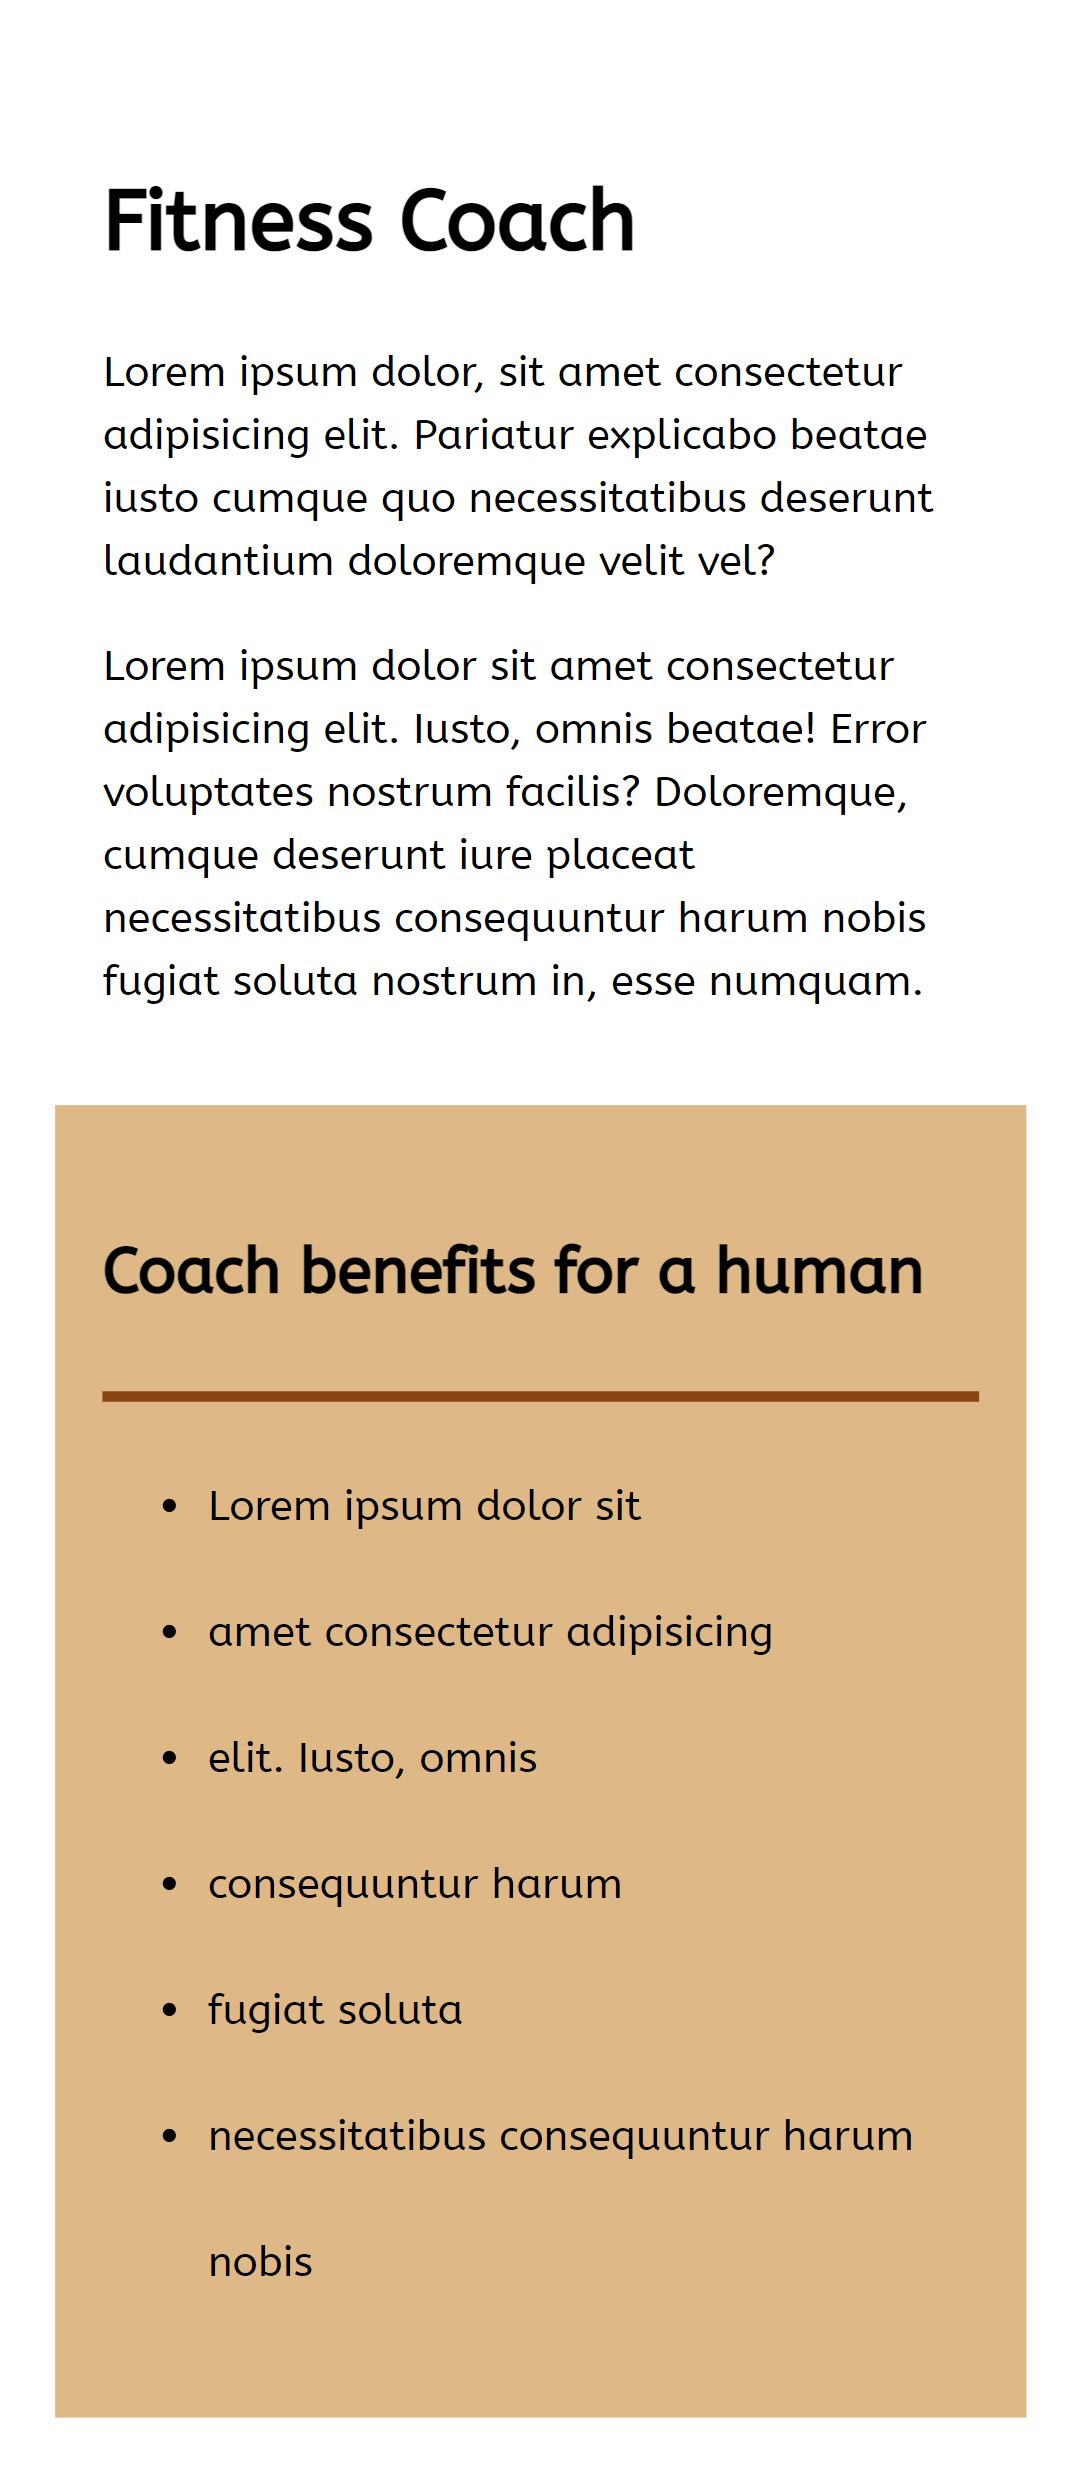 Fitness Coach
Lorem ipsum dolor, sit amet consectetur
adipisicing elit. Pariatur explicabo beatae
iusto cumque quo necessitatibus deserunt
laudantium doloremque velit vel?
Lorem ipsum dolor sit amet consectetur
adipisicing elit. Iusto, omnis beatae! Error
voluptates nostrum facilis? Doloremque,
cumque deserunt iure placeat
necessitatibus consequuntur harum nobis
fugiat soluta nostrum in, esse numquam.
Coach benefits for a human
• Lorem ipsum dolor sit
• amet consectetur adipisicing
• elit. Iusto, omnis
• consequuntur harum
• fugiat soluta
• necessitatibus consequuntur harum
nobis